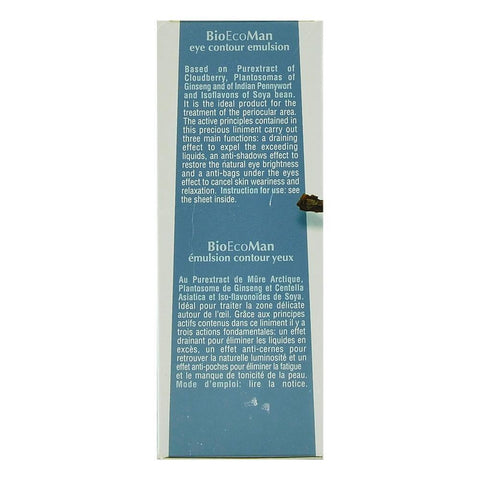 BioEcoMan
eye contour emulsion
Based on Purextract of
Cloudberry, Plantosomas of
Ginseng and of Indian Pennywort
and Isoflavons of Soya bean.
It is the ideal product for the
treatment of the periocular area.
The active principles contained in
this precious liniment carry out
three main functions: a draining
effect to expel the exceeding
liquids, an anti-shadows effect to
restore the natural eye brightness
and a anti-bags under the eyes
effect to cancel skin weariness and
relaxation. Instruction for use: see
the sheet inside.
BioEcoMan
émulsion contour yeux
Au Purextract de Mûre Arctique,
Plantosome de Ginseng et Centella
Asiatica et Iso-flavonoïdes de Soya.
Idéal pour traiter la zone délicate
autour de l'œil. Grâce aux principes
actifs contenus dans ce liniment il y a
trois actions fondamentales: un effet
drainant pour éliminer les liquides en
excès, un effet anti-cernes pour
retrouver la naturelle luminosité et un
effet anti-poches pour éliminer la fatigue
et le manque de tonicité de la peau.
Mode d'emploi: lire la notice.